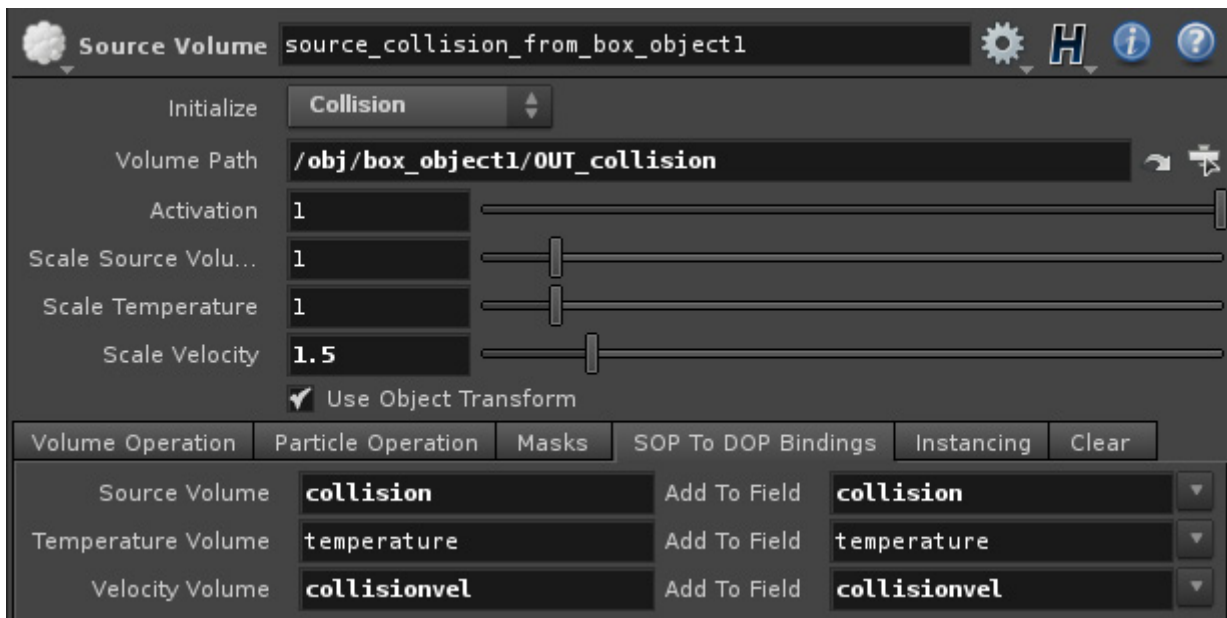 Source Volume source_collision_from_box_object1
Initialize Collision
Volume Path /obj/box_object1/OUT_collision
Activation 1
Scale Source Volu... 1
Scale Temperature 1
Scale Velocity 1.5
Use Object Transform
Volume Operation Particle Operation Masks SOP To DOP Bindings Instancing Clear
Source Volume collision Add To Field collision
Temperature Volume temperature Add To Field temperature
Velocity Volume collisionvel Add To Field collisionvel